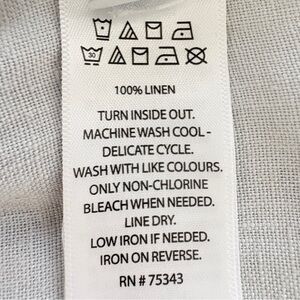 30
100% LINEN
TURN INSIDE OUT.
MACHINE WASH COOL -
DELICATE CYCLE.
WASH WITH LIKE COLOURS.
ONLY NON-CHLORINE
BLEACH WHEN NEEDED.
LINE DRY.
LOW IRON IF NEEDED.
IRON ON REVERSE.
RN # 75343